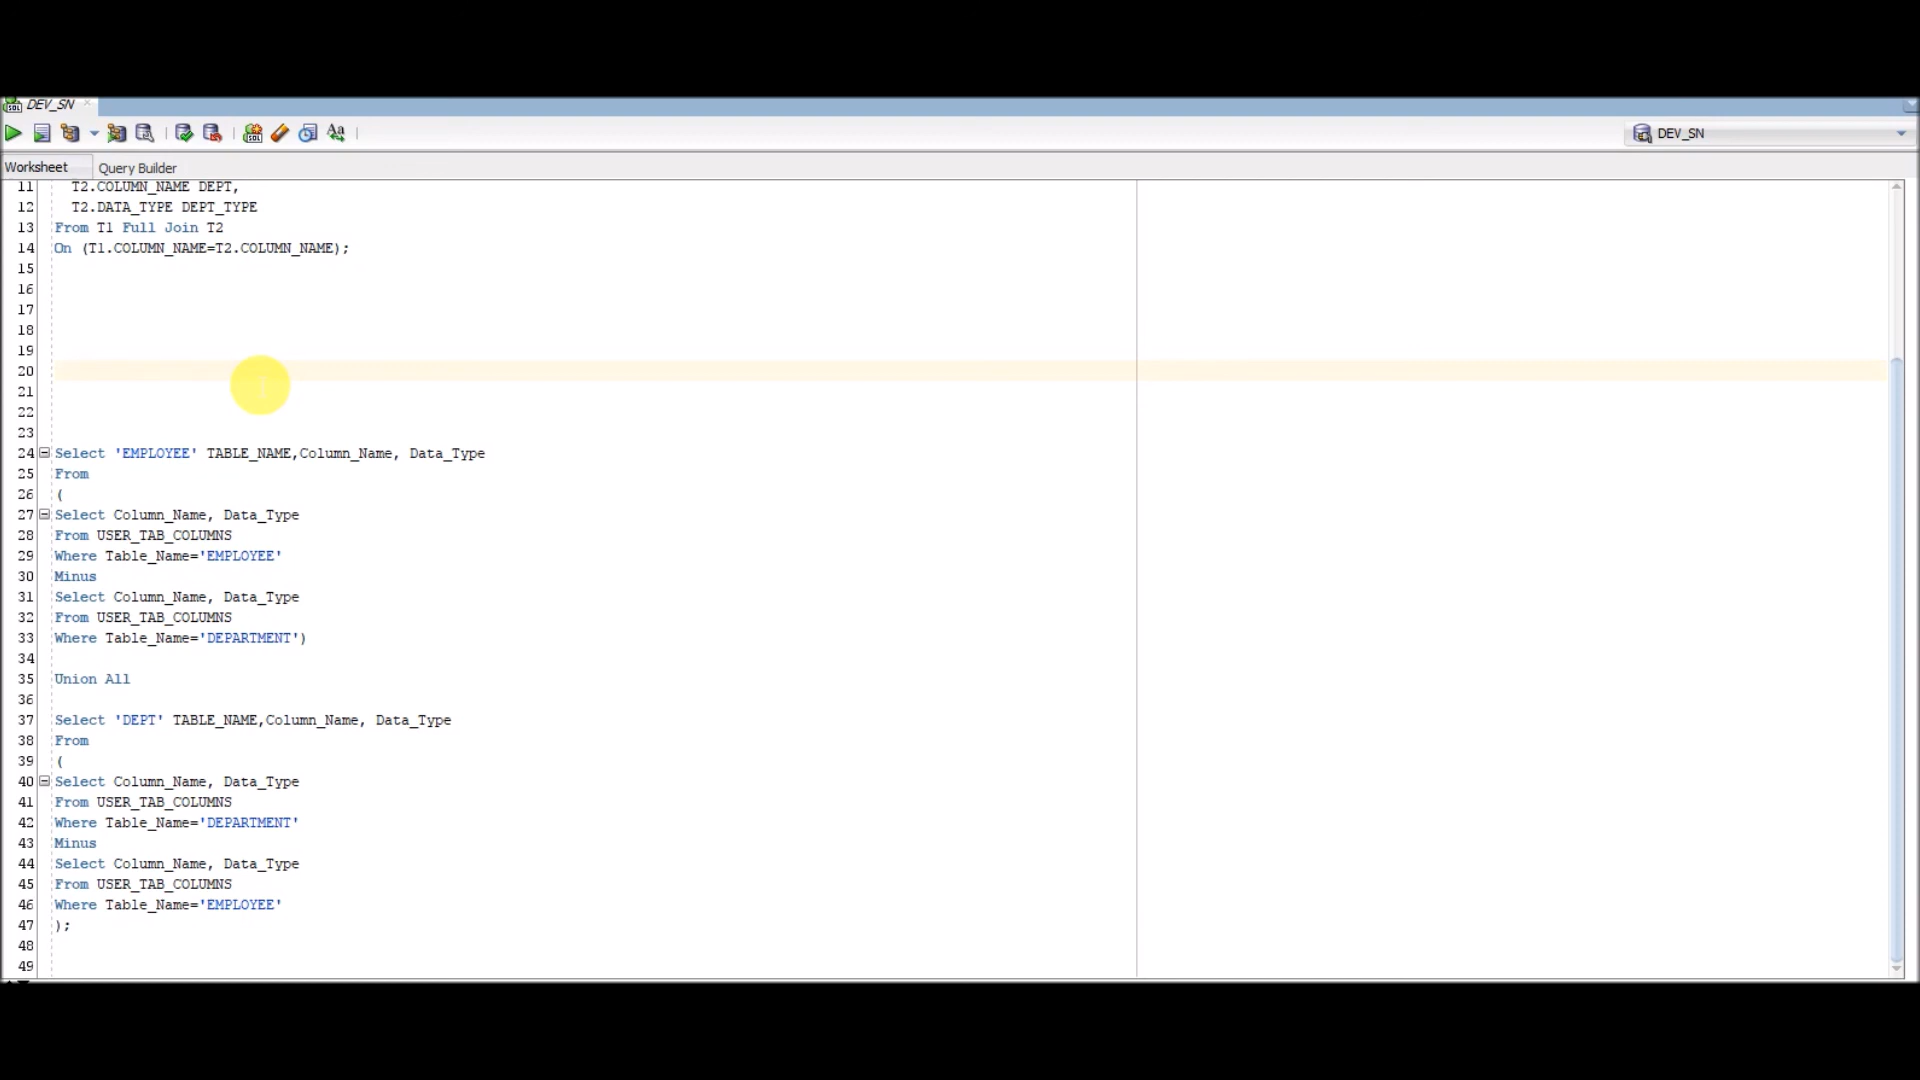 DEV_SN
DEV_SN
Worksheet Query Builder
11 T2.COLUMN_NAME DEPT,
12 T2.DATA_TYPE DEPT_TYPE
13 From T1 Full Join T2
14 On (T1.COLUMN_NAME=T2.COLUMN_NAME);
15
16
17
18
19
20
21
22
23
24 Select 'EMPLOYEE' TABLE_NAME,Column_Name, Data_Type
25 From
26 (
27 Select Column_Name, Data_Type
28 From USER_TAB_COLUMNS
29 Where Table_Name='EMPLOYEE'
30 Minus
31 Select Column_Name, Data_Type
32 From USER_TAB_COLUMNS
33 Where Table_Name='DEPARTMENT')
34
35 Union All
36
37 Select 'DEPT' TABLE_NAME,Column_Name, Data_Type
38 From
39 (
40 Select Column_Name, Data_Type
41 From USER_TAB_COLUMNS
42 Where Table_Name='DEPARTMENT'
43 Minus
44 Select Column_Name, Data_Type
45 From USER_TAB_COLUMNS
46 Where Table_Name='EMPLOYEE'
47 );
48
49